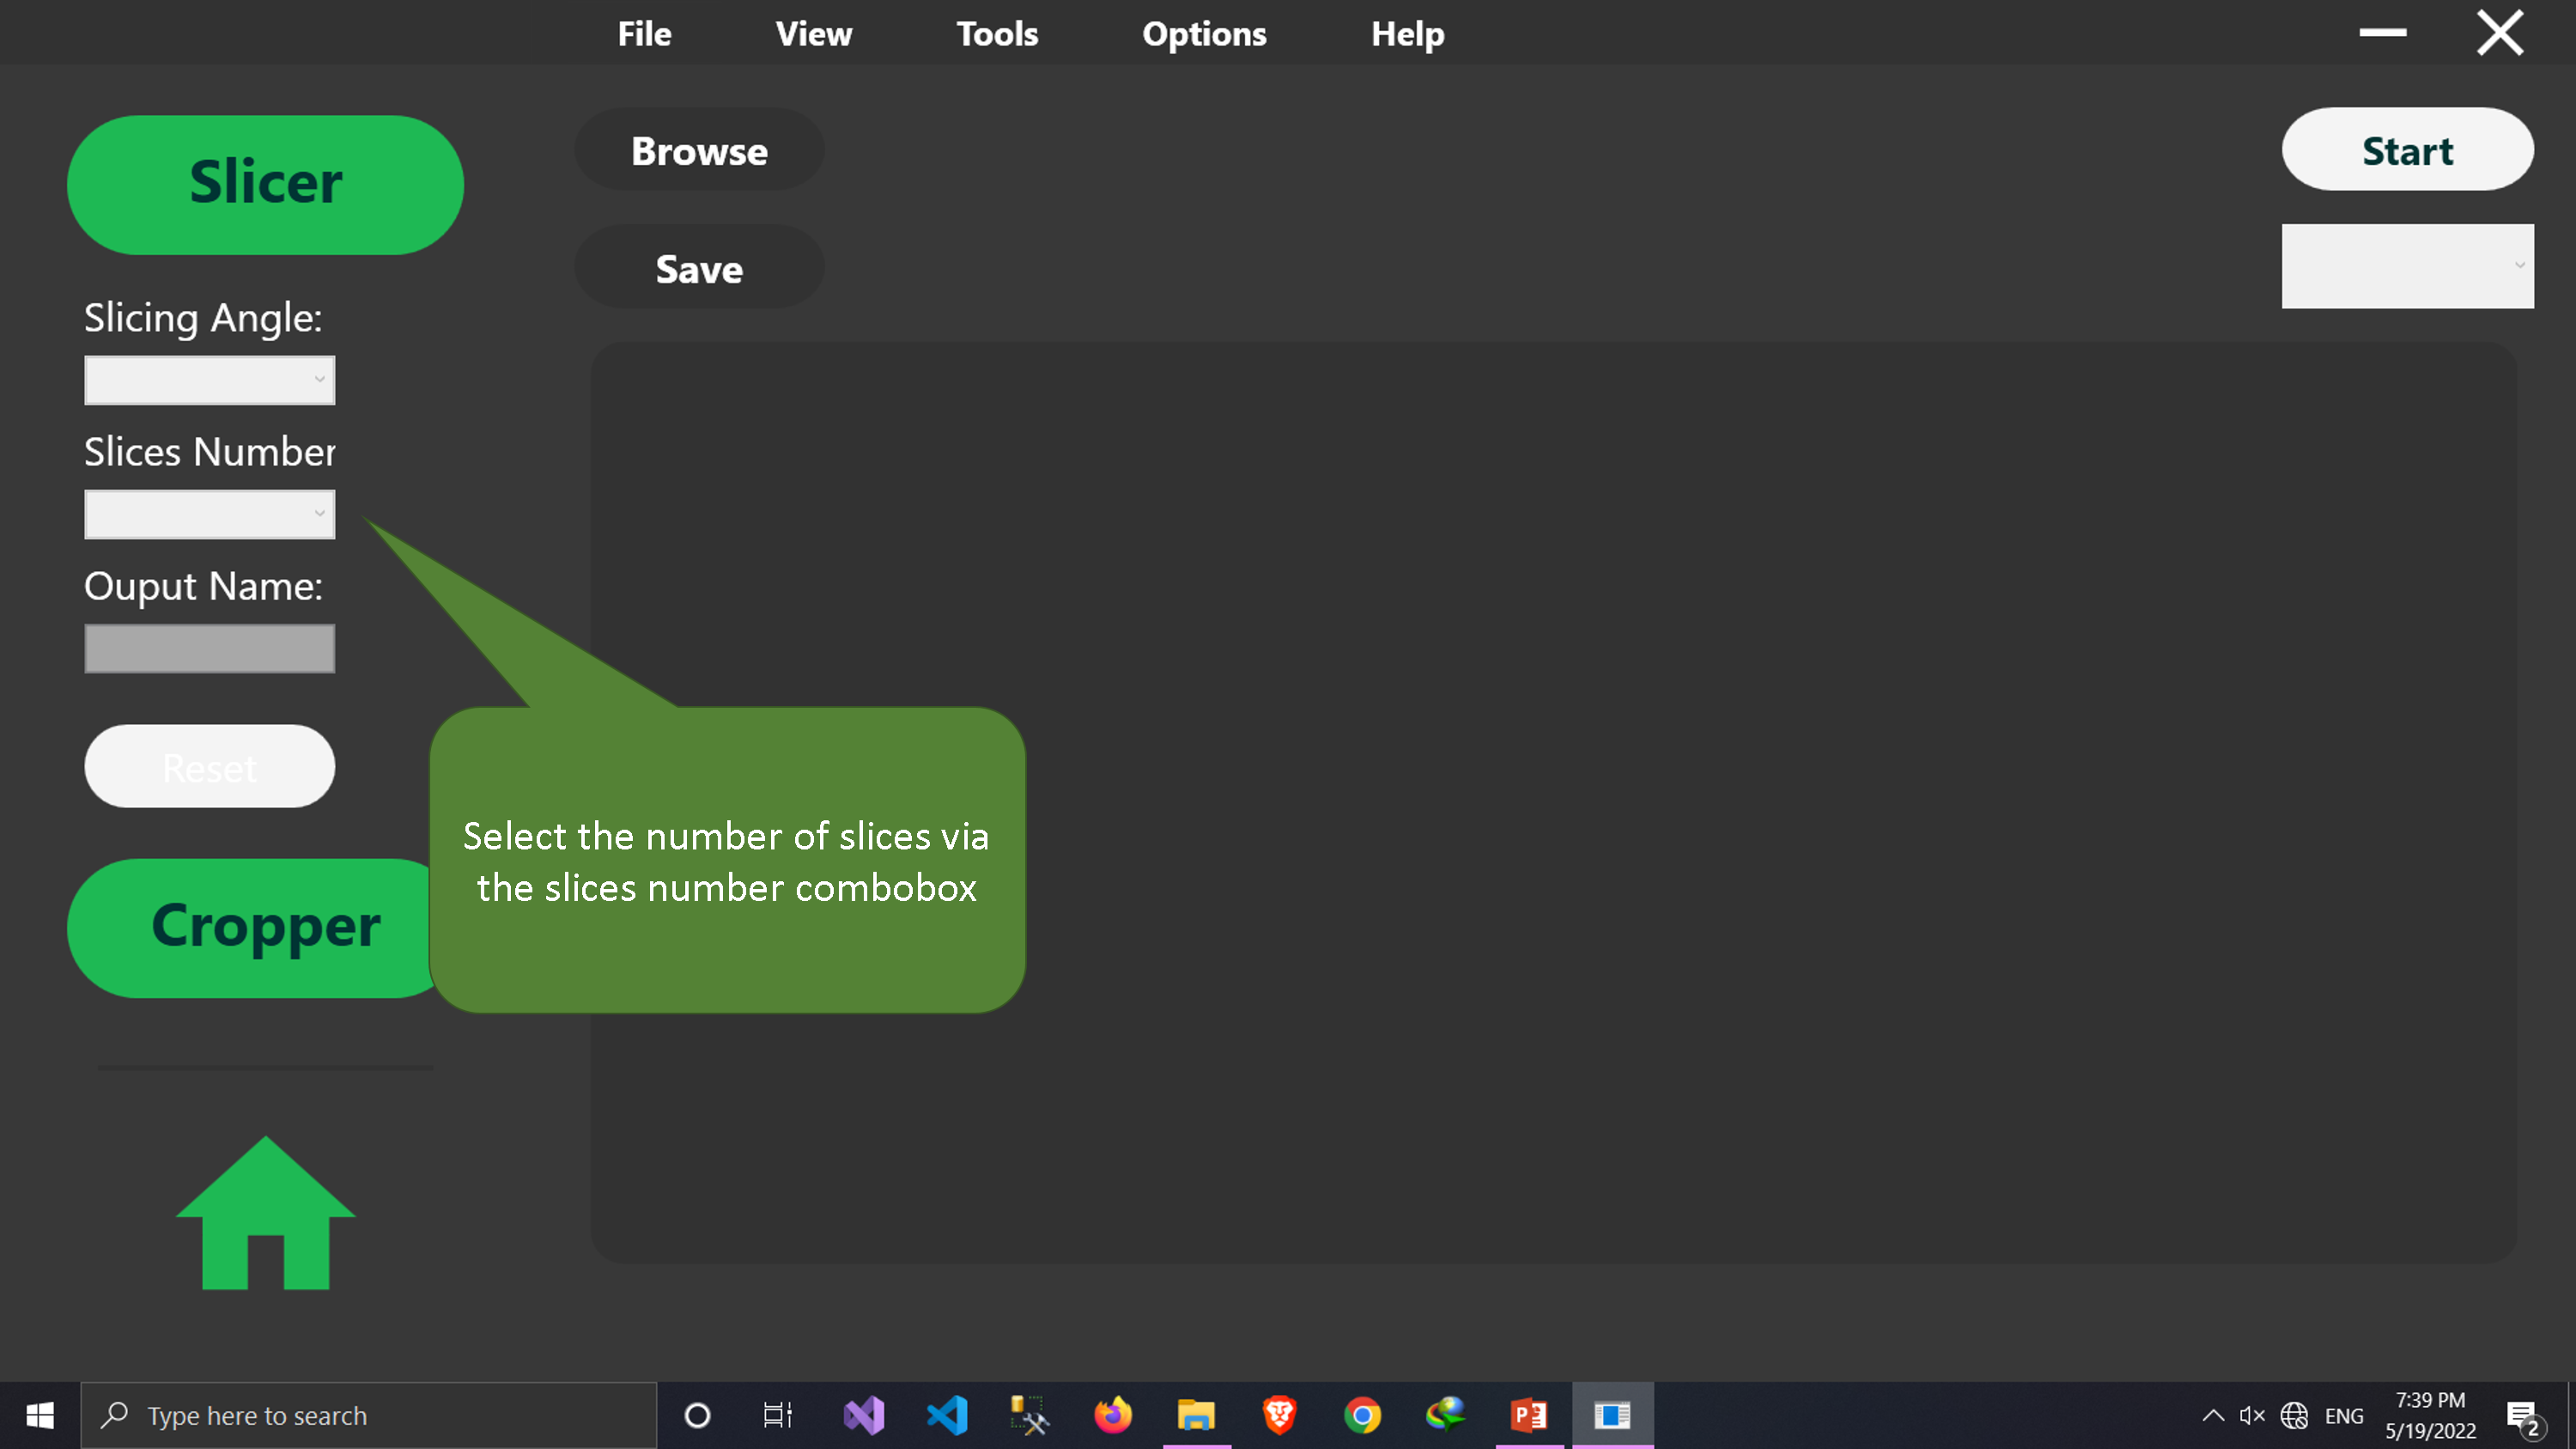 File View Tools Options Help
Slicer
Browse
Start
Save
Slicing Angle:
Slices Number
Ouput Name:
Reset
Select the number of slices via
the slices number combobox
Cropper
Type here to search
ENG
7:39 PM
5/19/2022
2